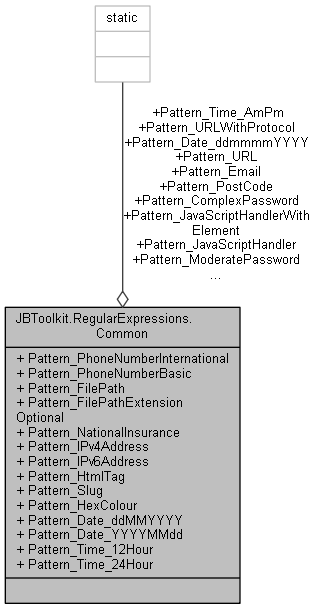 static
+Pattern_Time_AmPm
+Pattern_URLWithProtocol
+Pattern_Date_ddmmmmYYYY
+Pattern_URL
+Pattern_Email
+Pattern_PostCode
+Pattern_ComplexPassword
+Pattern_JavaScriptHandlerWith
Element
+Pattern_JavaScriptHandler
+Pattern_ModeratePassword
...
JBToolkit.RegularExpressions.
Common
+ Pattern_PhoneNumberInternational
+ Pattern_PhoneNumberBasic
+ Pattern_FilePath
+ Pattern_FilePathExtension
Optional
+ Pattern_NationalInsurance
+ Pattern_IPv4Address
+ Pattern_IPv6Address
+ Pattern_HtmlTag
+ Pattern_Slug
+ Pattern_HexColour
+ Pattern_Date_ddMMYYYY
+ Pattern_Date_YYYYMMdd
+ Pattern_Time_12Hour
+ Pattern_Time_24Hour